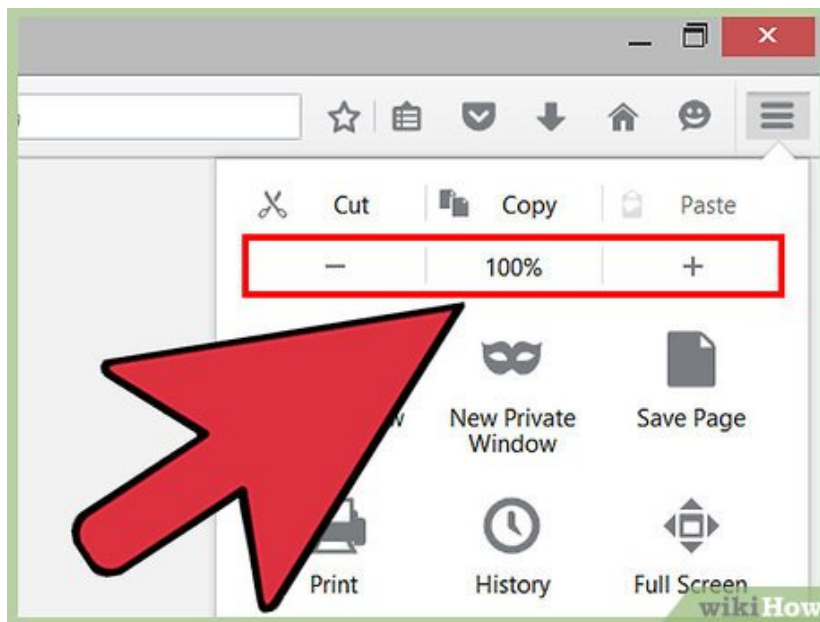 Cut Copy Paste
− 100% +
New Private
Window
Save Page
Print History Full Screen
wikiHow